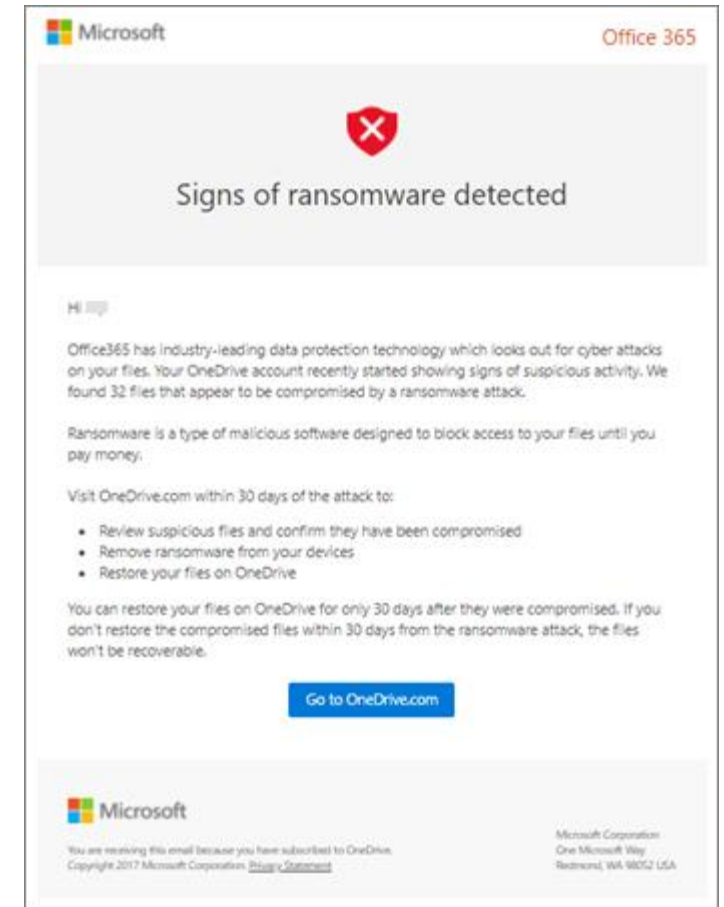 Microsoft
Office 365
Signs of ransomware detected
Hi
Office365 has industry-leading data protection technology which looks out for cyber attacks
on your files. Your OneDrive account recently started showing signs of suspicious activity. We
found 32 files that appear to be compromised by a ransomware attack.
Ransomware is a type of malicious software designed to block access to your files until you
pay money.
Visit OneDrive.com within 30 days of the attack to:
• Review suspicious files and confirm they have been compromised
• Remove ransomware from your devices
• Restore your files on OneDrive
You can restore your files on OneDrive for only 30 days after they were compromised. If you
don't restore the compromised files within 30 days from the ransomware attack, the files
won't be recoverable.
Go to OneDrive.com
Microsoft
You are receiving this email because you have subscribed to OneDrive.
Copyright 2017 Microsoft Corporation. Privacy Statement
Microsoft Corporation
One Microsoft Way
Redmond, WA 98052 USA